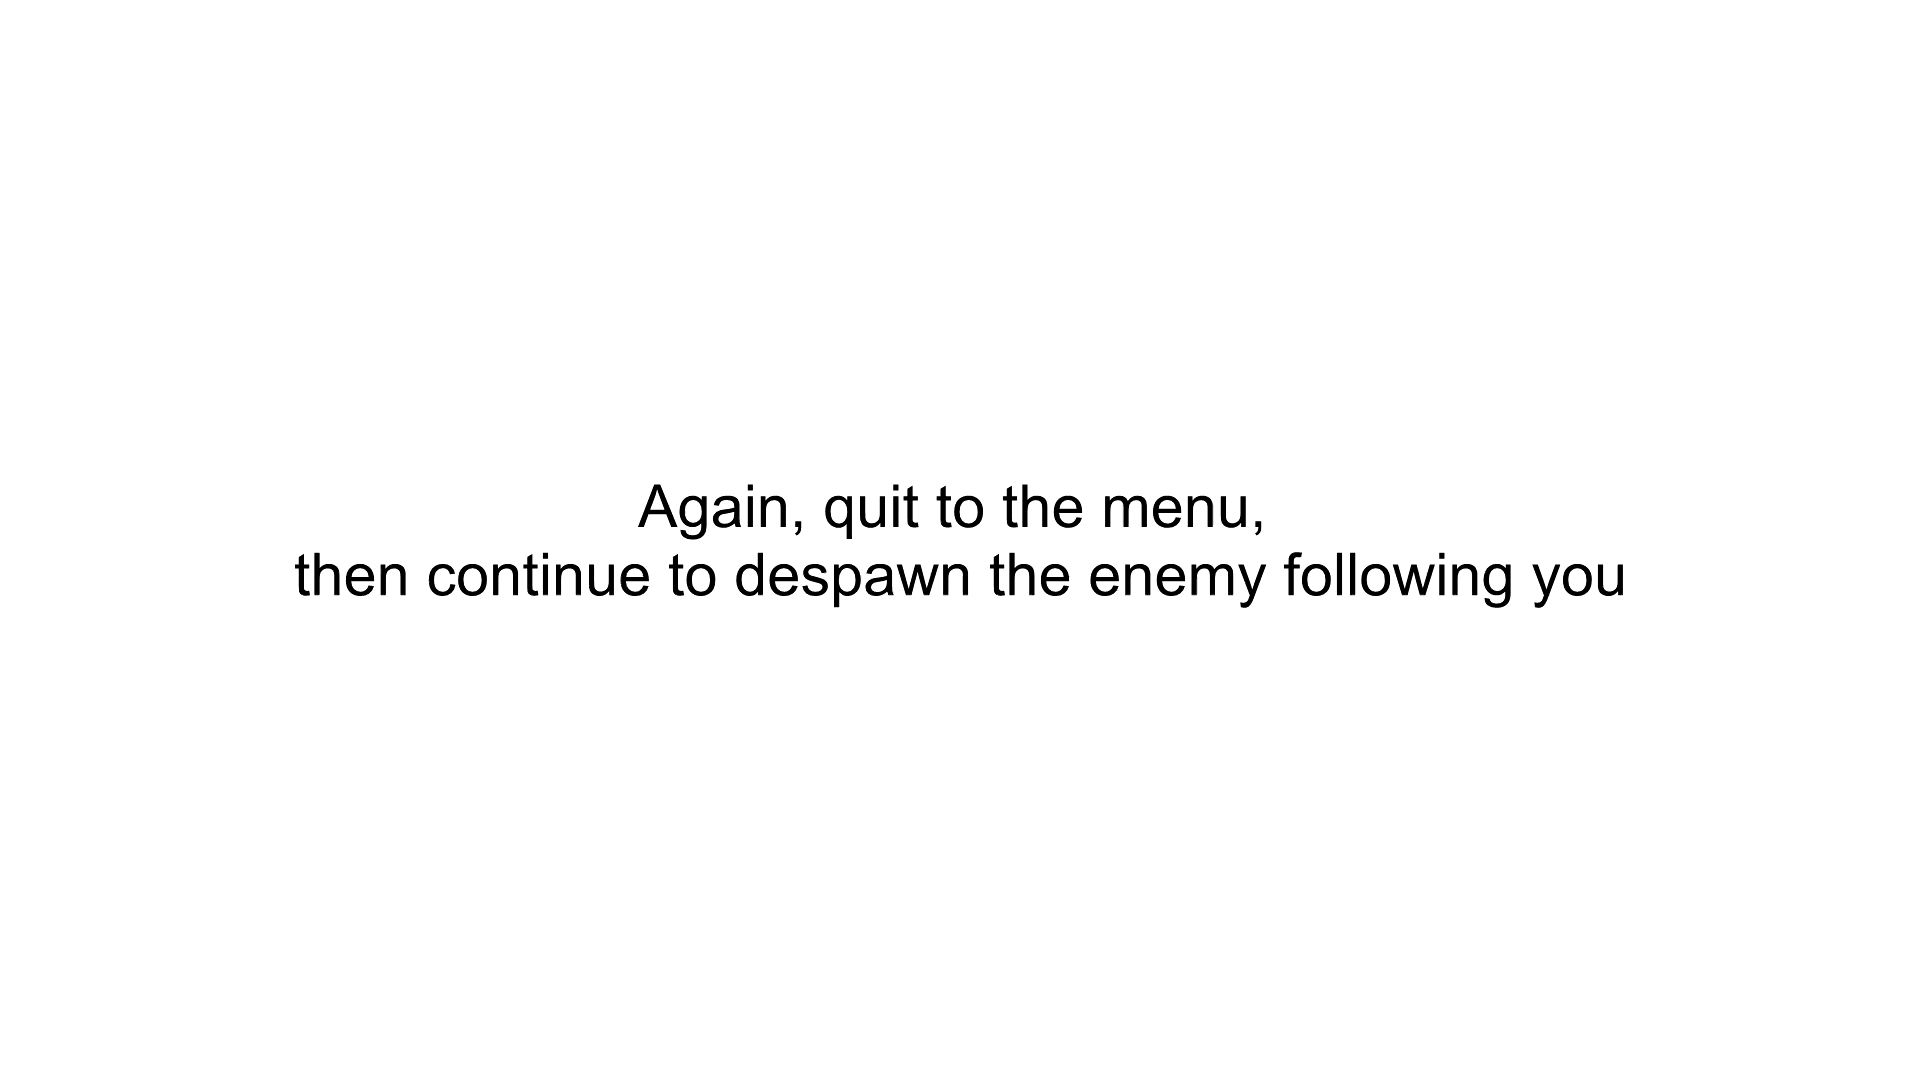 Again, quit to the menu,
then continue to despawn the enemy following you